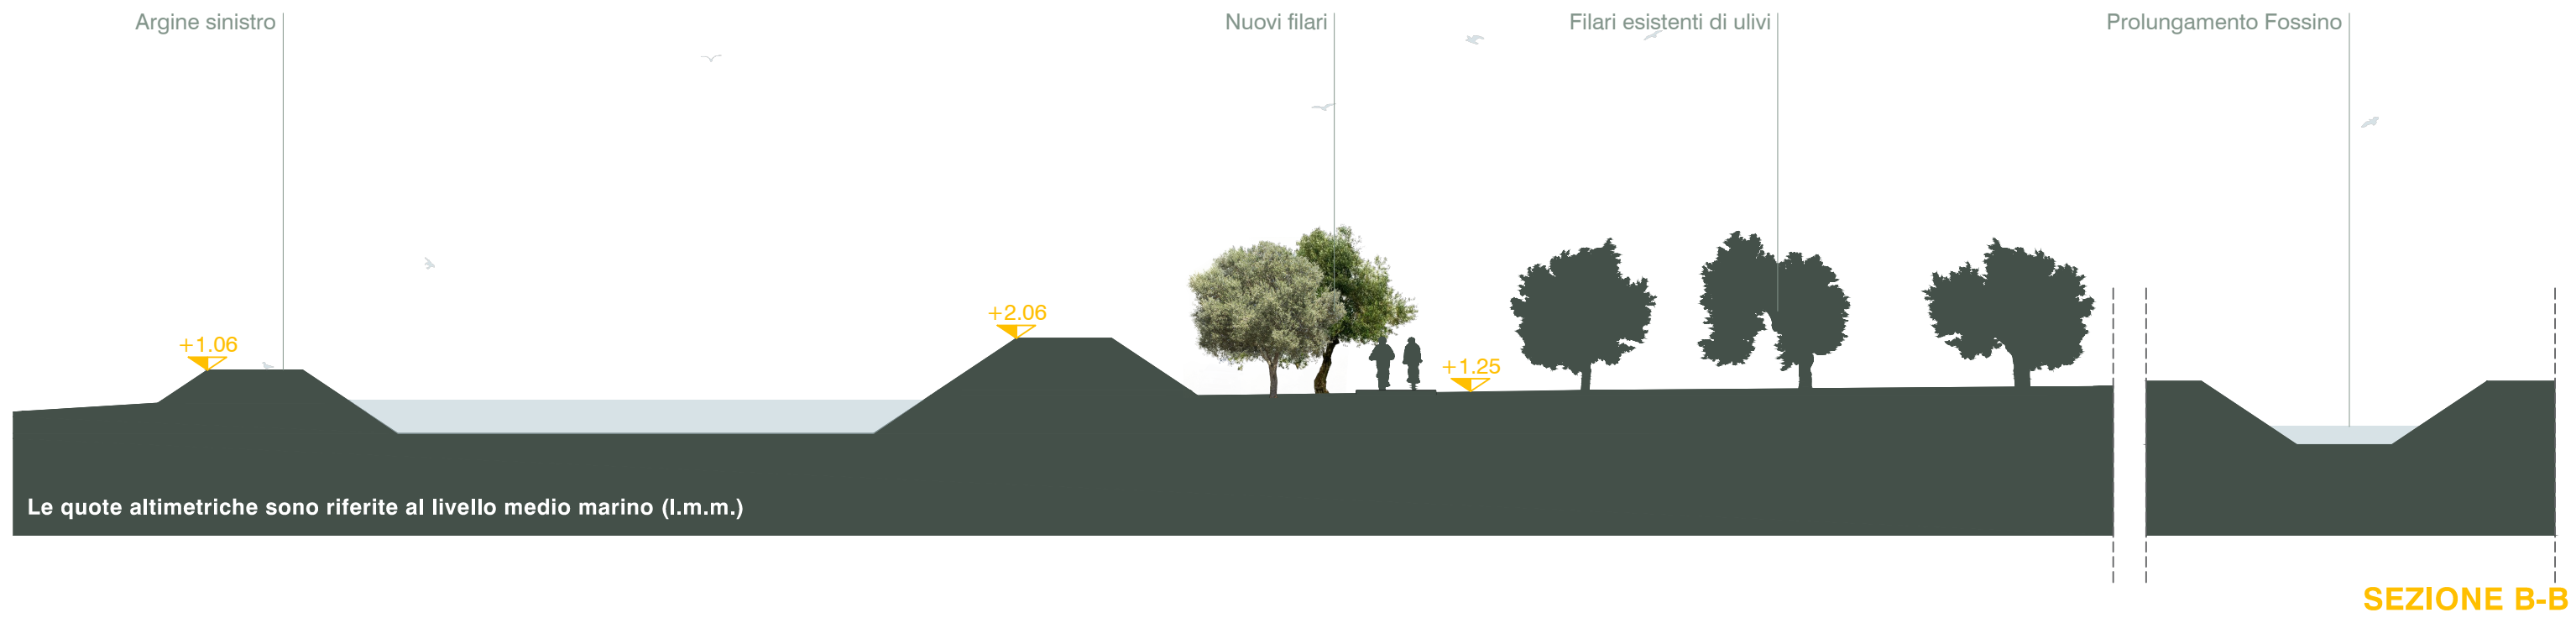 Argine sinistro
Nuovi filari
Filari esistenti di ulivi
Prolungamento Fossino
+1.06
+2.06
+1.25
Le quote altimetriche sono riferite al livello medio marino (l.m.m.)
SEZIONE B-B